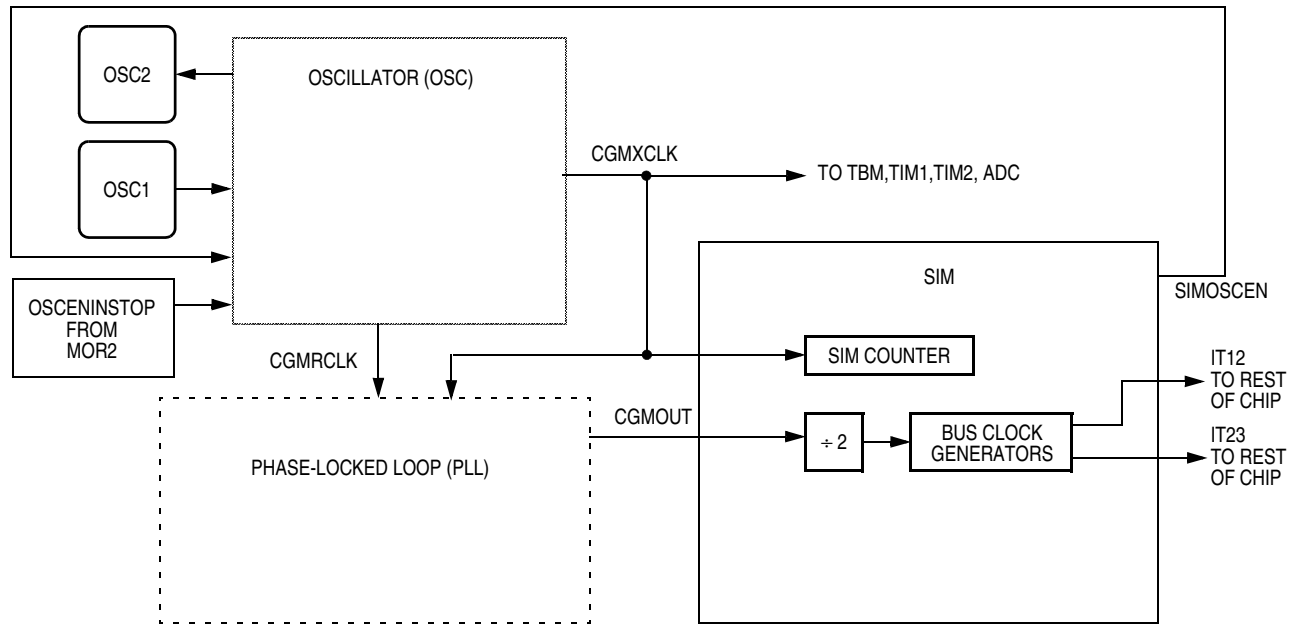 OSC2
OSCILLATOR (OSC)
CGMXCLK
OSC1
TO TBM,TIM1,TIM2, ADC
SIM
SIMOSCEN
OSCENINSTOP
FROM
MOR2
CGMRCLK
SIM COUNTER
IT12
TO REST
OF CHIP
CGMOUT
÷ 2
BUS CLOCK
GENERATORS
IT23
TO REST
OF CHIP
PHASE-LOCKED LOOP (PLL)